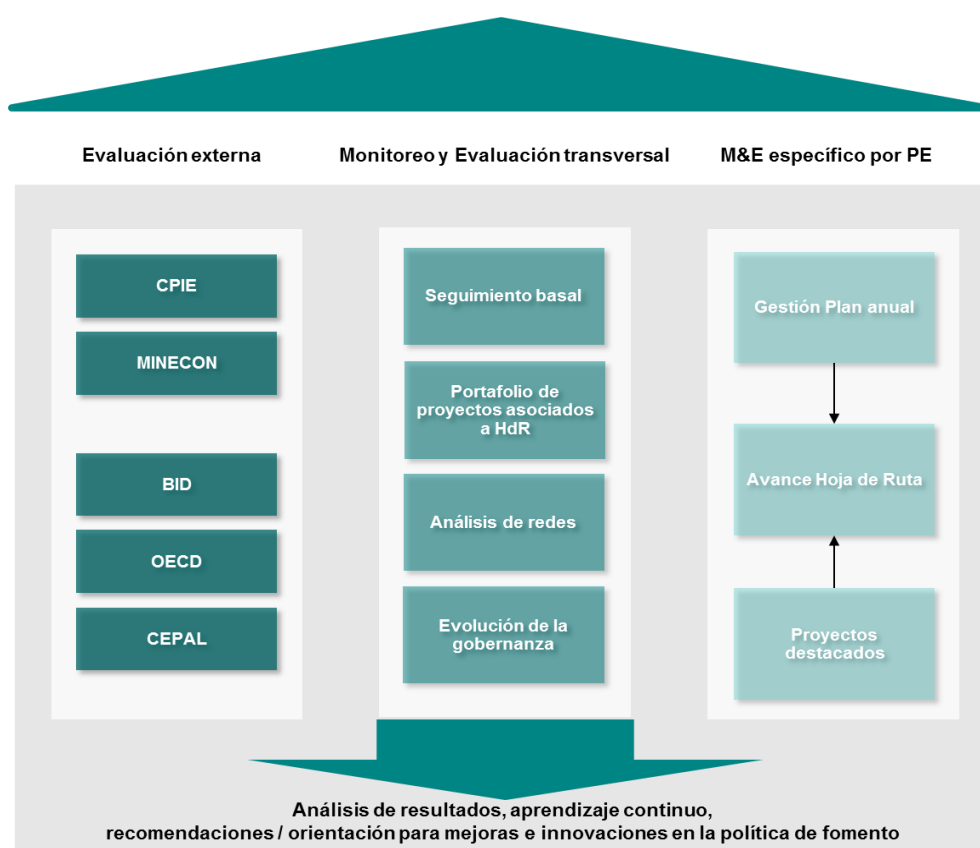 Evaluación externa
Monitoreo y Evaluación transversal
M&E específico por PE
CPIE
MINECON
BID
OECD
CEPAL
Seguimiento basal
Portafolio de
proyectos asociados
a HdR
Análisis de redes
Evolución de la
gobernanza
Gestión Plan anual
Avance Hoja de Ruta
Proyectos
destacados
Análisis de resultados, aprendizaje continuo,
recomendaciones / orientación para mejoras e innovaciones en la política de fomento